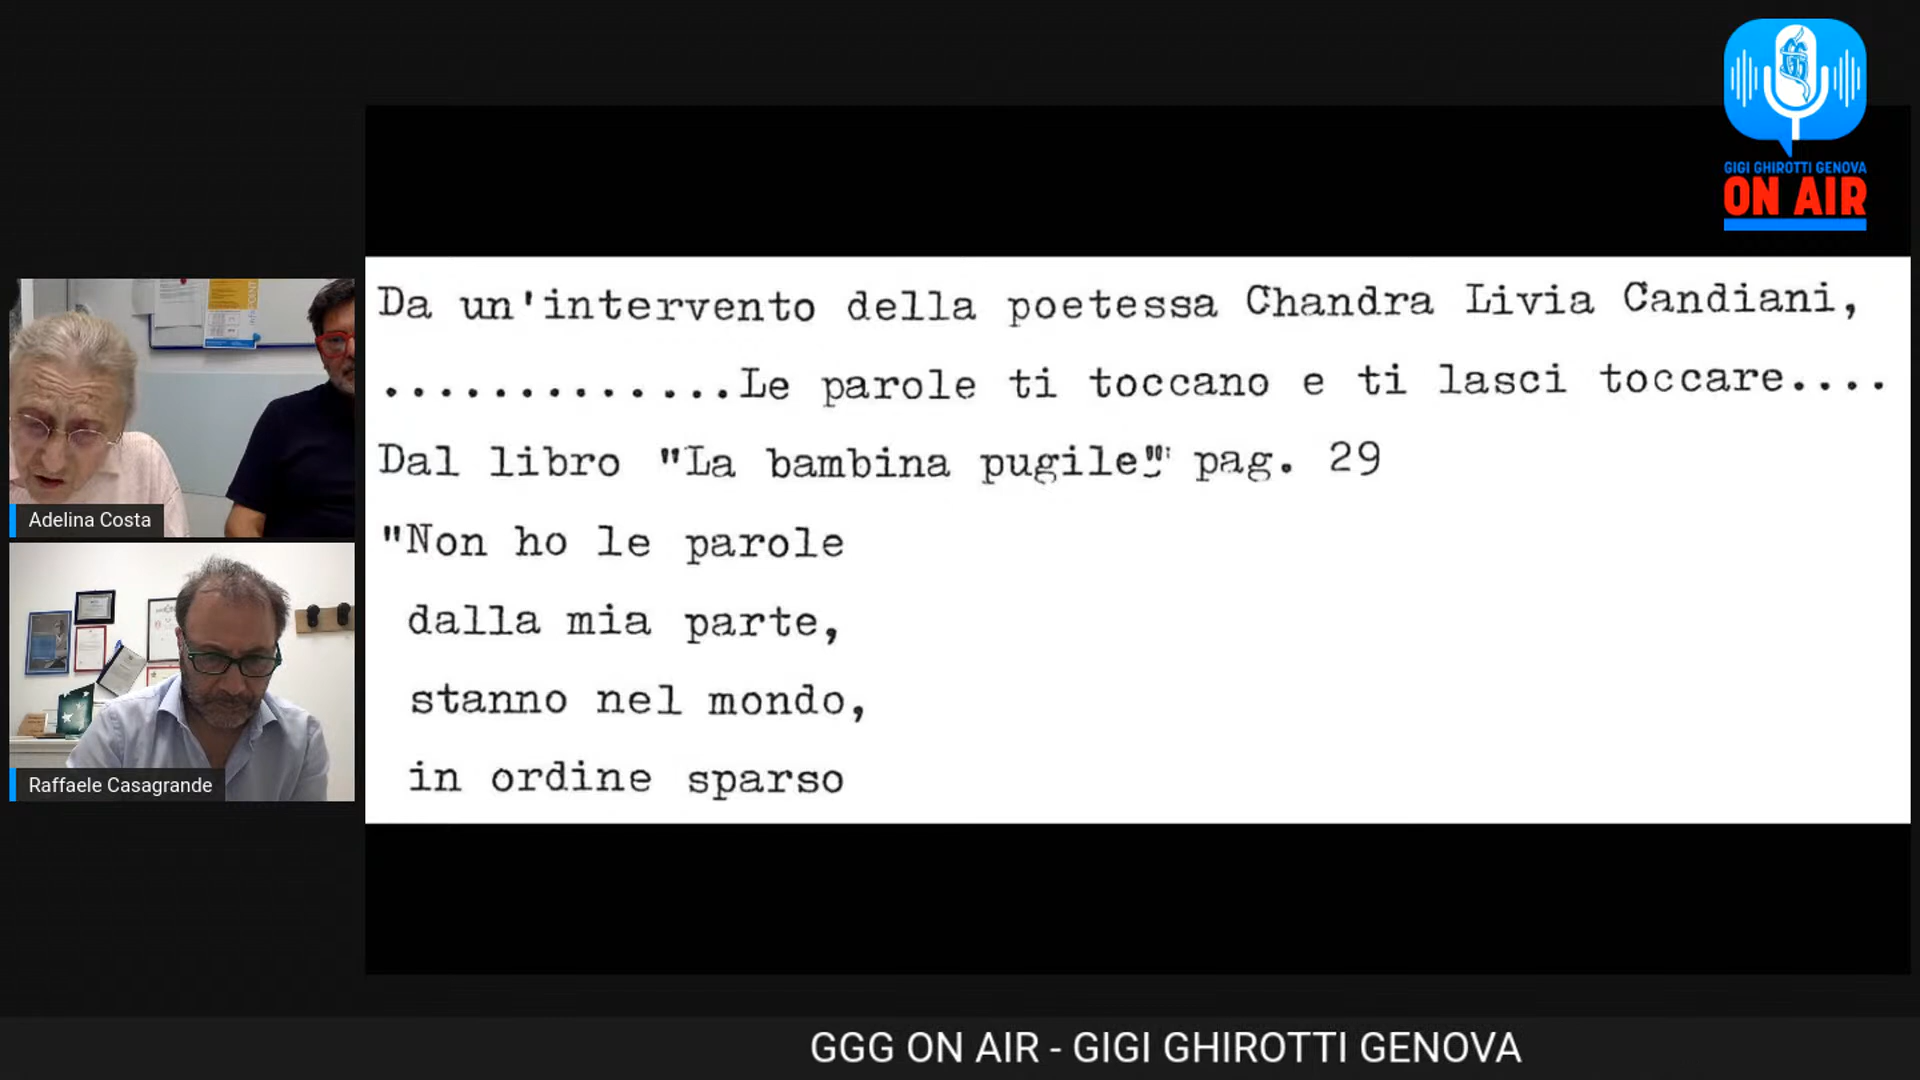 GIGI GHIROTTI GENOVA
ON AIR
Da un'intervento della poetessa Chandra Livia Candiani,
.............Le parole ti toccano e ti lasci toccare....
Dal libro "La bambina pugile" pag. 29
"Non ho le parole
dalla mia parte,
stanno nel mondo,
in ordine sparso
Adelina Costa
Raffaele Casagrande
GGG ON AIR - GIGI GHIROTTI GENOVA